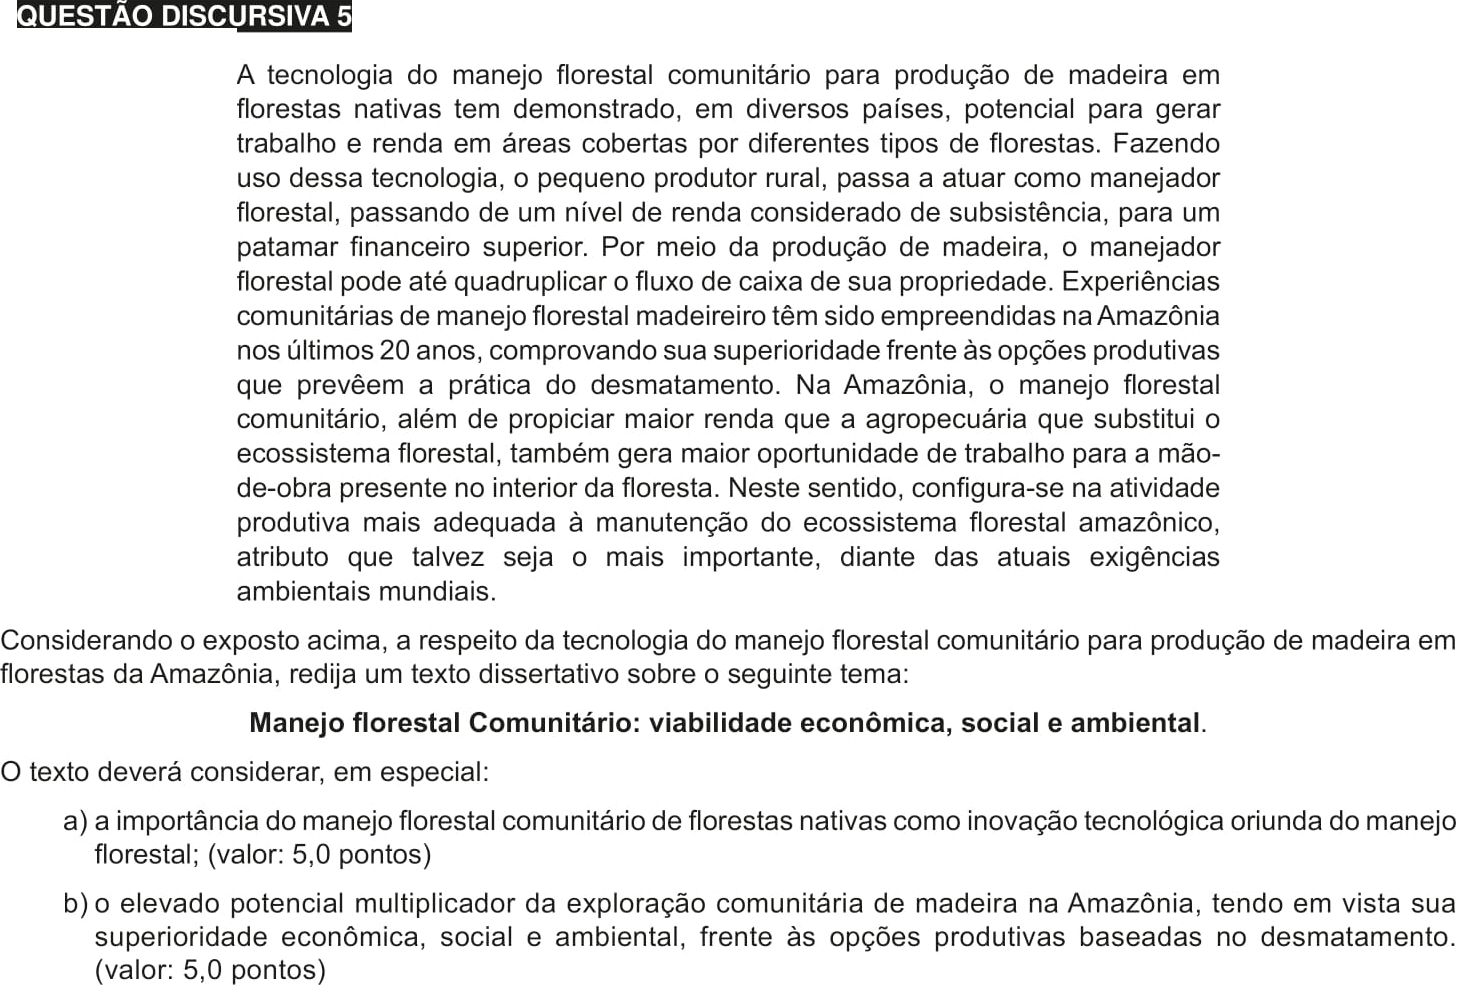 QUESTÃO DISCURSIVA 5
A tecnologia do manejo florestal comunitário para produção de madeira em
florestas nativas tem demonstrado, em diversos países, potencial para gerar
trabalho e renda em áreas cobertas por diferentes tipos de florestas. Fazendo
uso dessa tecnologia, o pequeno produtor rural, passa a atuar como manejador
florestal, passando de um nível de renda considerado de subsistência, para um
patamar financeiro superior. Por meio da produção de madeira, o manejador
florestal pode até quadruplicar o fluxo de caixa de sua propriedade. Experiências
comunitárias de manejo florestal madeireiro têm sido empreendidas na Amazônia
nos últimos 20 anos, comprovando sua superioridade frente às opções produtivas
que prevêem a prática do desmatamento. Na Amazônia, o manejo florestal
comunitário, além de propiciar maior renda que a agropecuária que substitui o
ecossistema florestal, também gera maior oportunidade de trabalho para a mão-
de-obra presente no interior da floresta. Neste sentido, configura-se na atividade
produtiva mais adequada à manutenção do ecossistema florestal amazônico,
atributo que talvez seja o mais importante, diante das atuais exigências
ambientais mundiais.
Considerando o exposto acima, a respeito da tecnologia do manejo florestal comunitário para produção de madeira em
florestas da Amazônia, redija um texto dissertativo sobre o seguinte tema:
Manejo florestal Comunitário: viabilidade econômica, social e ambiental.
O texto deverá considerar, em especial:
a) a importância do manejo florestal comunitário de florestas nativas como inovação tecnológica oriunda do manejo
florestal; (valor: 5,0 pontos)
b) o elevado potencial multiplicador da exploração comunitária de madeira na Amazônia, tendo em vista sua
superioridade econômica, social e ambiental, frente às opções produtivas baseadas no desmatamento.
(valor: 5,0 pontos)